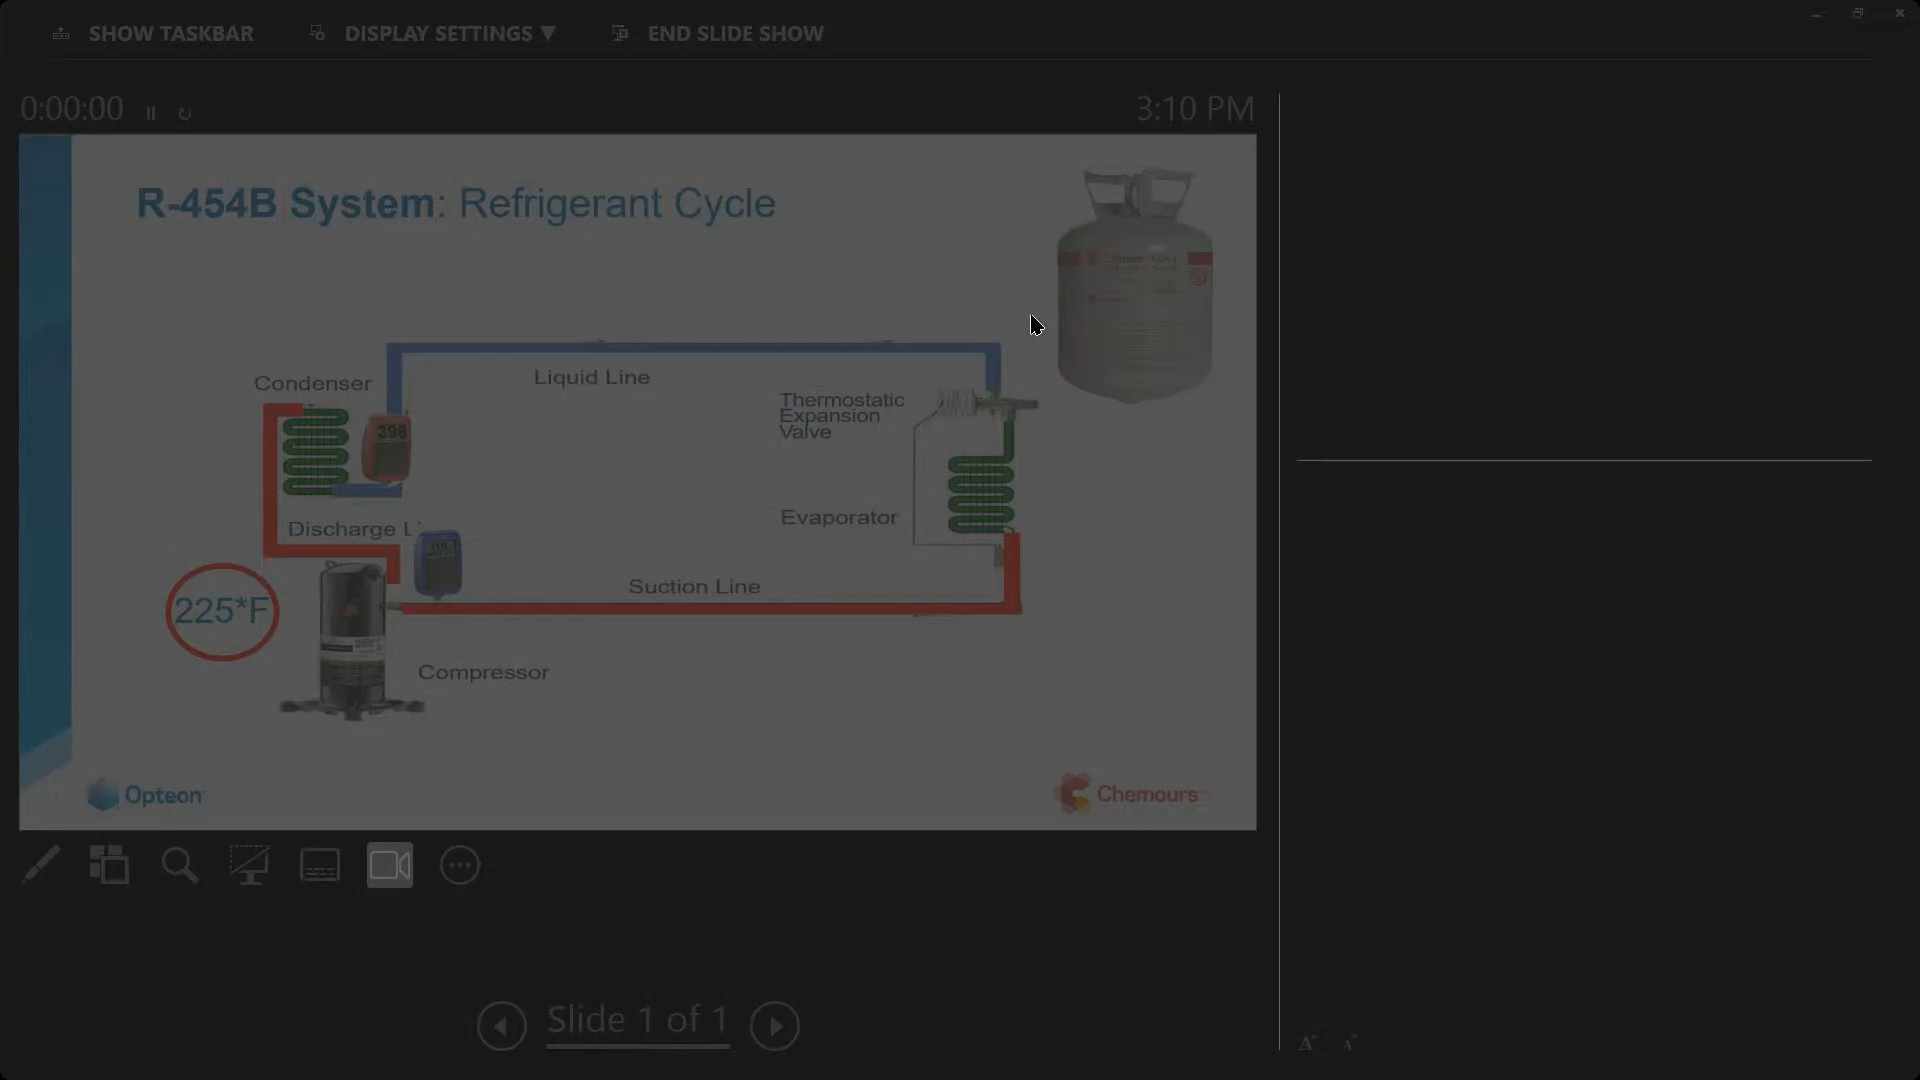 SHOW TASKBAR
DISPLAY SETTINGS ▼
END SLIDE SHOW
0:00:00
3:10 PM
R-454B System: Refrigerant Cycle
Liquid Line
Condenser
Thermostatic
Expansion
Valve
398
Discharge L
Evaporator
225*F
Suction Line
Compressor
Opteon
Chemours
Slide 1 of 1
A
A